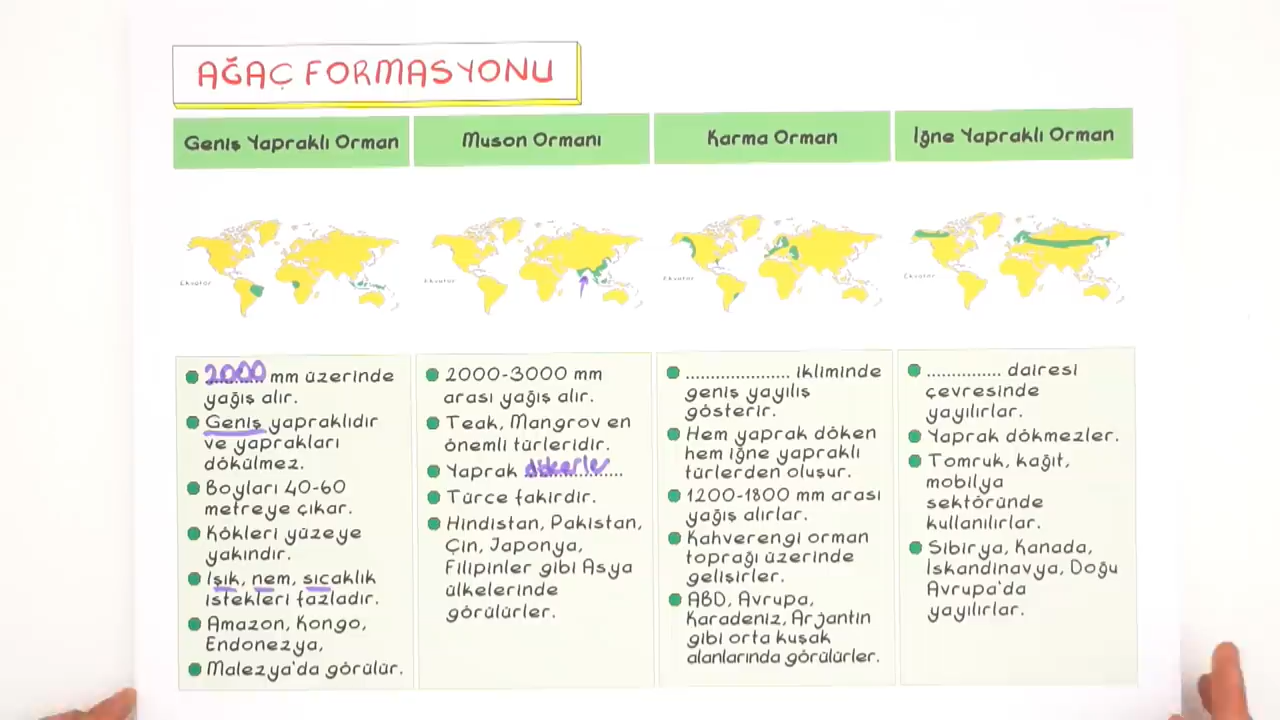 AĞAÇ FORMASYONU
Geniş Yapraklı Orman
Muson Ormanı
Karma Orman
İğne Yapraklı Orman
Ekvator
Ekvator
Ekvator
Ekvator
2000 mm üzerinde
yağış alır.
Geniş yapraklıdır
ve yaprakları
dökülmez.
Boyları 40-60
metreye çıkar.
Kökleri yüzeye
yakındır.
Işık, nem, sıcaklık
istekleri fazladır.
Amazon, Kongo,
Endonezya,
Malezya'da görülür.
2000-3000 mm
arası yağış alır.
Teak, Mangrov en
önemli türleridir.
Yaprak dökerler
Türce fakirdir.
Hindistan, Pakistan,
Çin, Japonya,
Filipinler gibi Asya
ülkelerinde
görülürler.
..................... ikliminde
geniş yayılış
gösterir.
Hem yaprak döken
hem iğne yapraklı
türlerden oluşur.
1200-1800 mm arası
yağış alırlar.
Kahverengi orman
toprağı üzerinde
gelişirler.
ABD, Avrupa,
Karadeniz, Arjantin
gibi orta kuşak
alanlarında görülürler.
............... dairesi
çevresinde
yayılırlar.
Yaprak dökmezler.
Tomruk, kağıt,
mobilya
sektöründe
kullanılırlar.
Sibirya, Kanada,
İskandinavya, Doğu
Avrupa'da
yayılırlar.